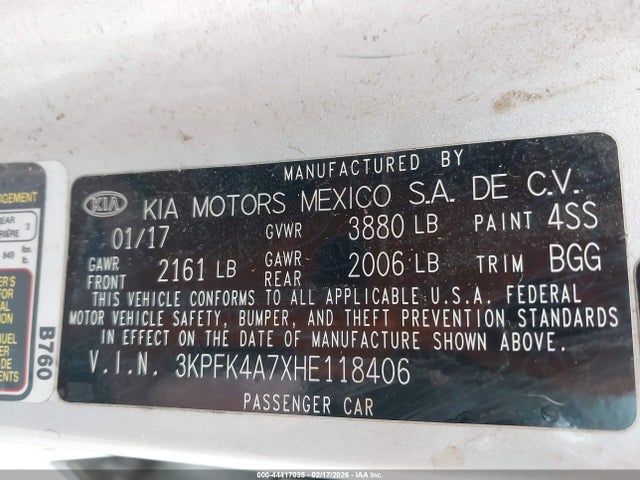 MANUFACTURED BY
KIA KIA MOTORS MEXICO S.A. DE C.V.
01/17 GVWR 3880 LB PAINT 4SS
GAWR FRONT 2161 LB GAWR REAR 2006 LB TRIM BGG
THIS VEHICLE CONFORMS TO ALL APPLICABLE U.S.A. FEDERAL
MOTOR VEHICLE SAFETY, BUMPER, AND THEFT PREVENTION STANDARDS
IN EFFECT ON THE DATE OF MANUFACTURE SHOWN ABOVE.
V.I.N. 3KPFK4A7XHE118406
PASSENGER CAR
B760
3
lbs.
lb.
000-44417035 - 02/17/2026 - IAA Inc.